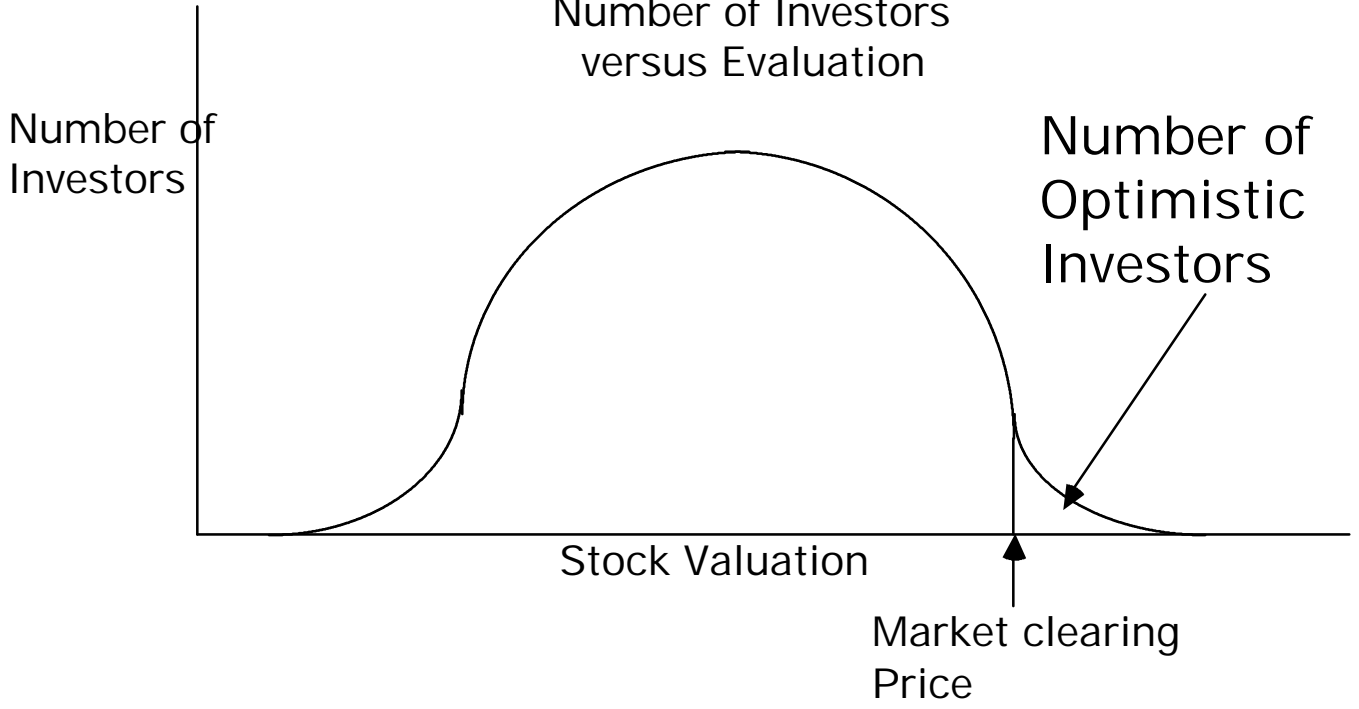 Number of Investors
versus Evaluation
Number of
Investors
Number of
Optimistic
Investors
Stock Valuation
Market clearing
Price